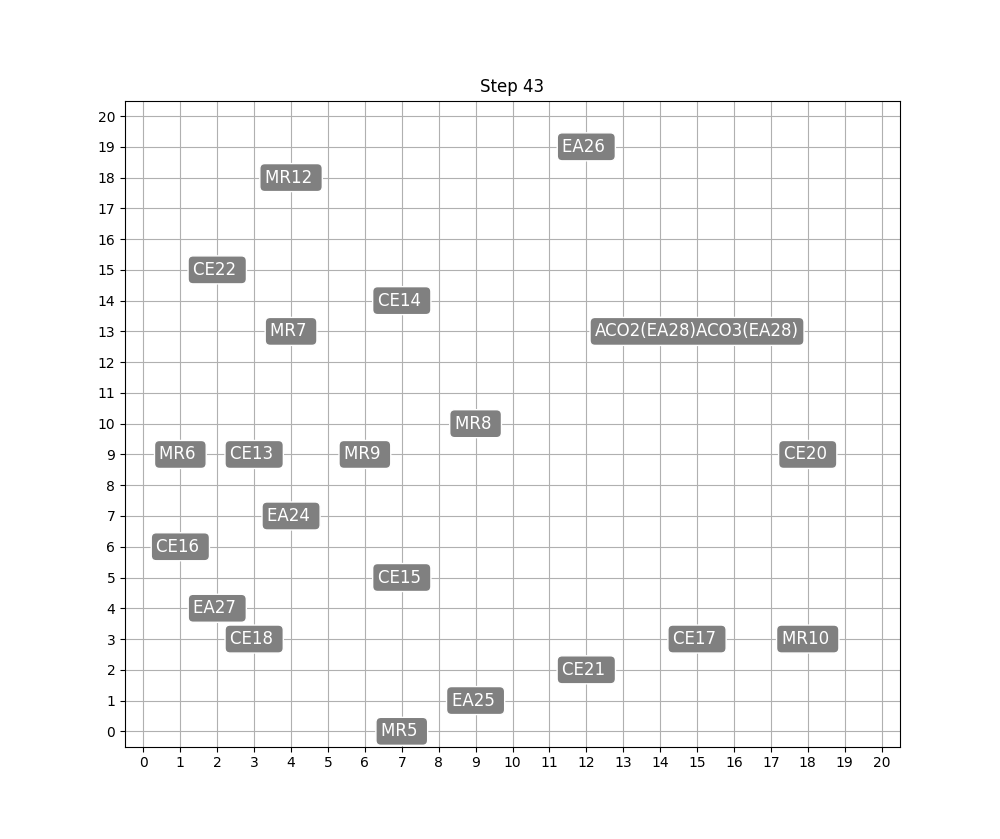 Step 43
20
19
EA26
18
MR12
17
16
15
CE22
14
CE14
13
MR7
ACO2(EA28)ACO3(EA28)
12
11
10
MR8
9
MR6 CE13 MR9 CE20
8
7
EA24
6
CE16
5
CE15
4
EA27
3
CE18 CE17 MR10
2
CE21
1
EA25
0
MR5
0 1 2 3 4 5 6 7 8 9 10 11 12 13 14 15 16 17 18 19 20